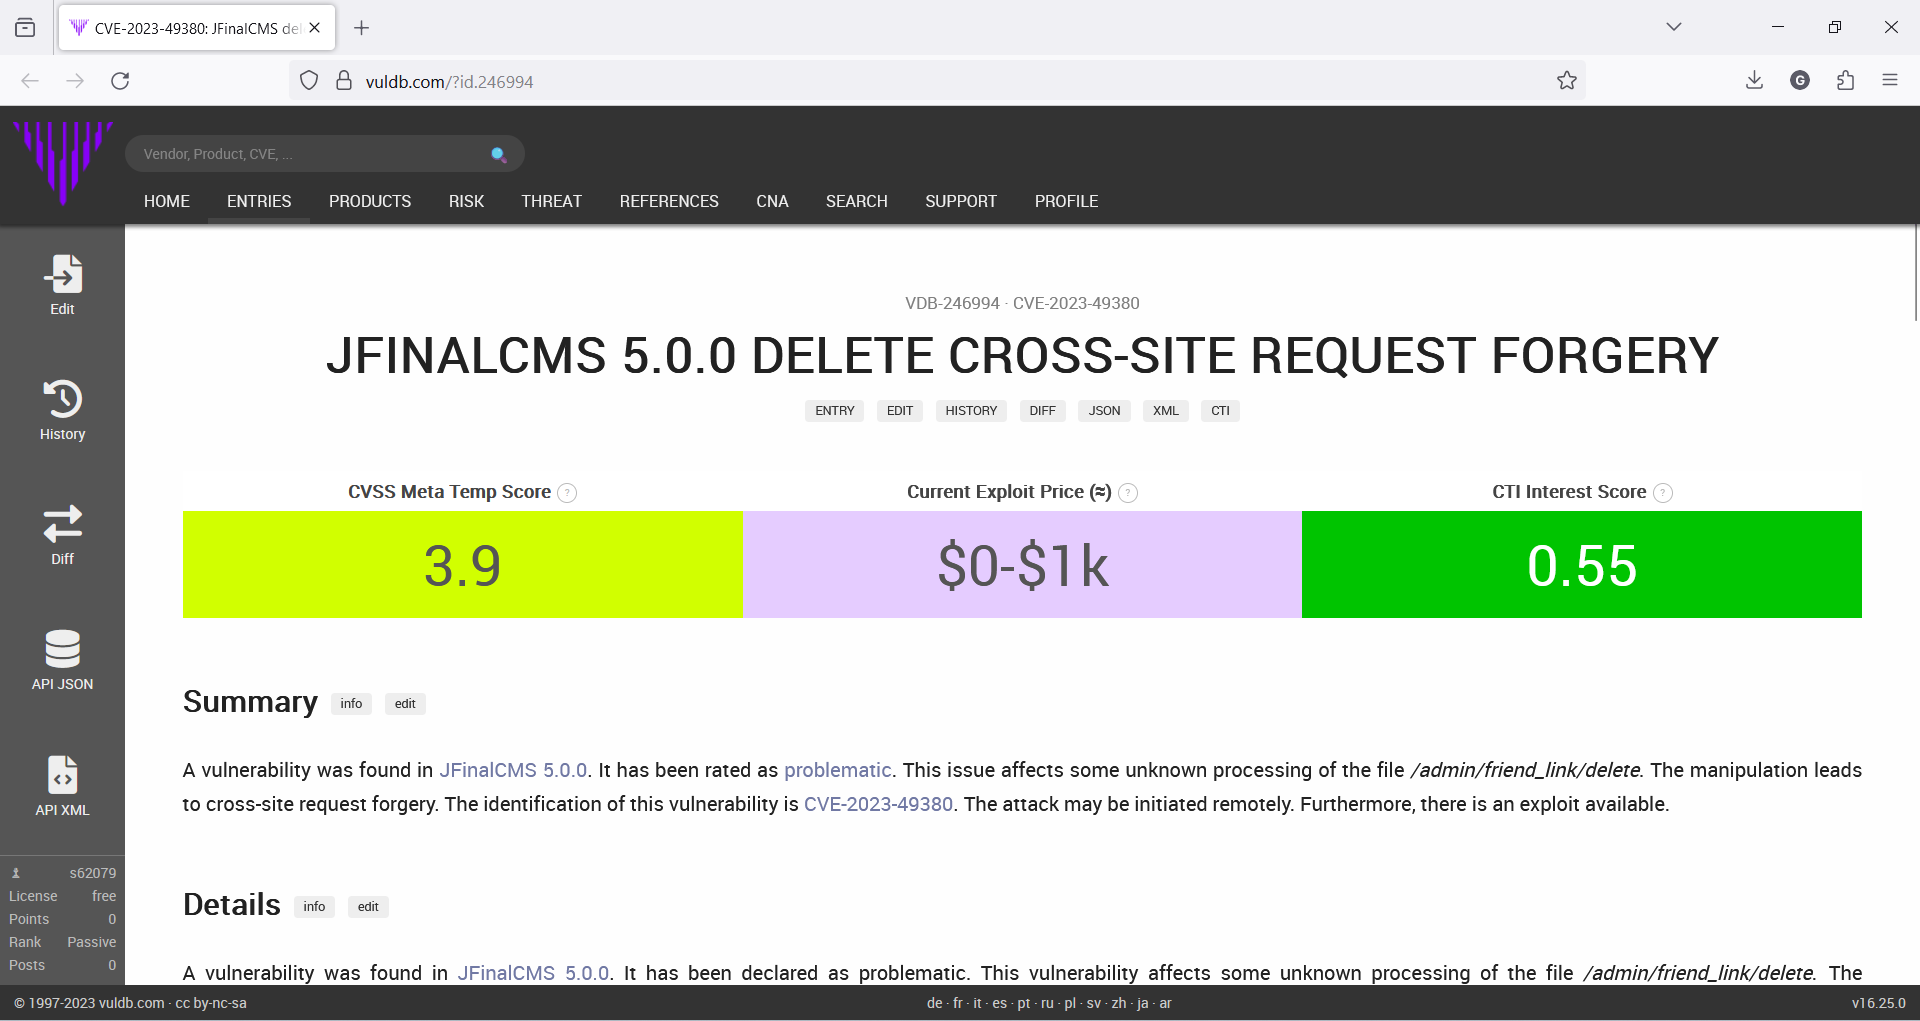 CVE-2023-49380: JFinalCMS del
vuldb.com/?id.246994
G
Vendor, Product, CVE, ...
HOME ENTRIES PRODUCTS RISK THREAT REFERENCES CNA SEARCH SUPPORT PROFILE
Edit
History
Diff
API JSON
API XML
s62079
License free
Points 0
Rank Passive
Posts 0
VDB-246994 · CVE-2023-49380
JFINALCMS 5.0.0 DELETE CROSS-SITE REQUEST FORGERY
ENTRY EDIT HISTORY DIFF JSON XML CTI
CVSS Meta Temp Score ? Current Exploit Price (≈) ? CTI Interest Score ?
3.9 $0-$1k 0.55
Summary info edit
A vulnerability was found in JFinalCMS 5.0.0. It has been rated as problematic. This issue affects some unknown processing of the file /admin/friend_link/delete. The manipulation leads
to cross-site request forgery. The identification of this vulnerability is CVE-2023-49380. The attack may be initiated remotely. Furthermore, there is an exploit available.
Details info edit
A vulnerability was found in JFinalCMS 5.0.0. It has been declared as problematic. This vulnerability affects some unknown processing of the file /admin/friend_link/delete. The
© 1997-2023 vuldb.com · cc by-nc-sa de · fr · it · es · pt · ru · pl · sv · zh · ja · ar v16.25.0